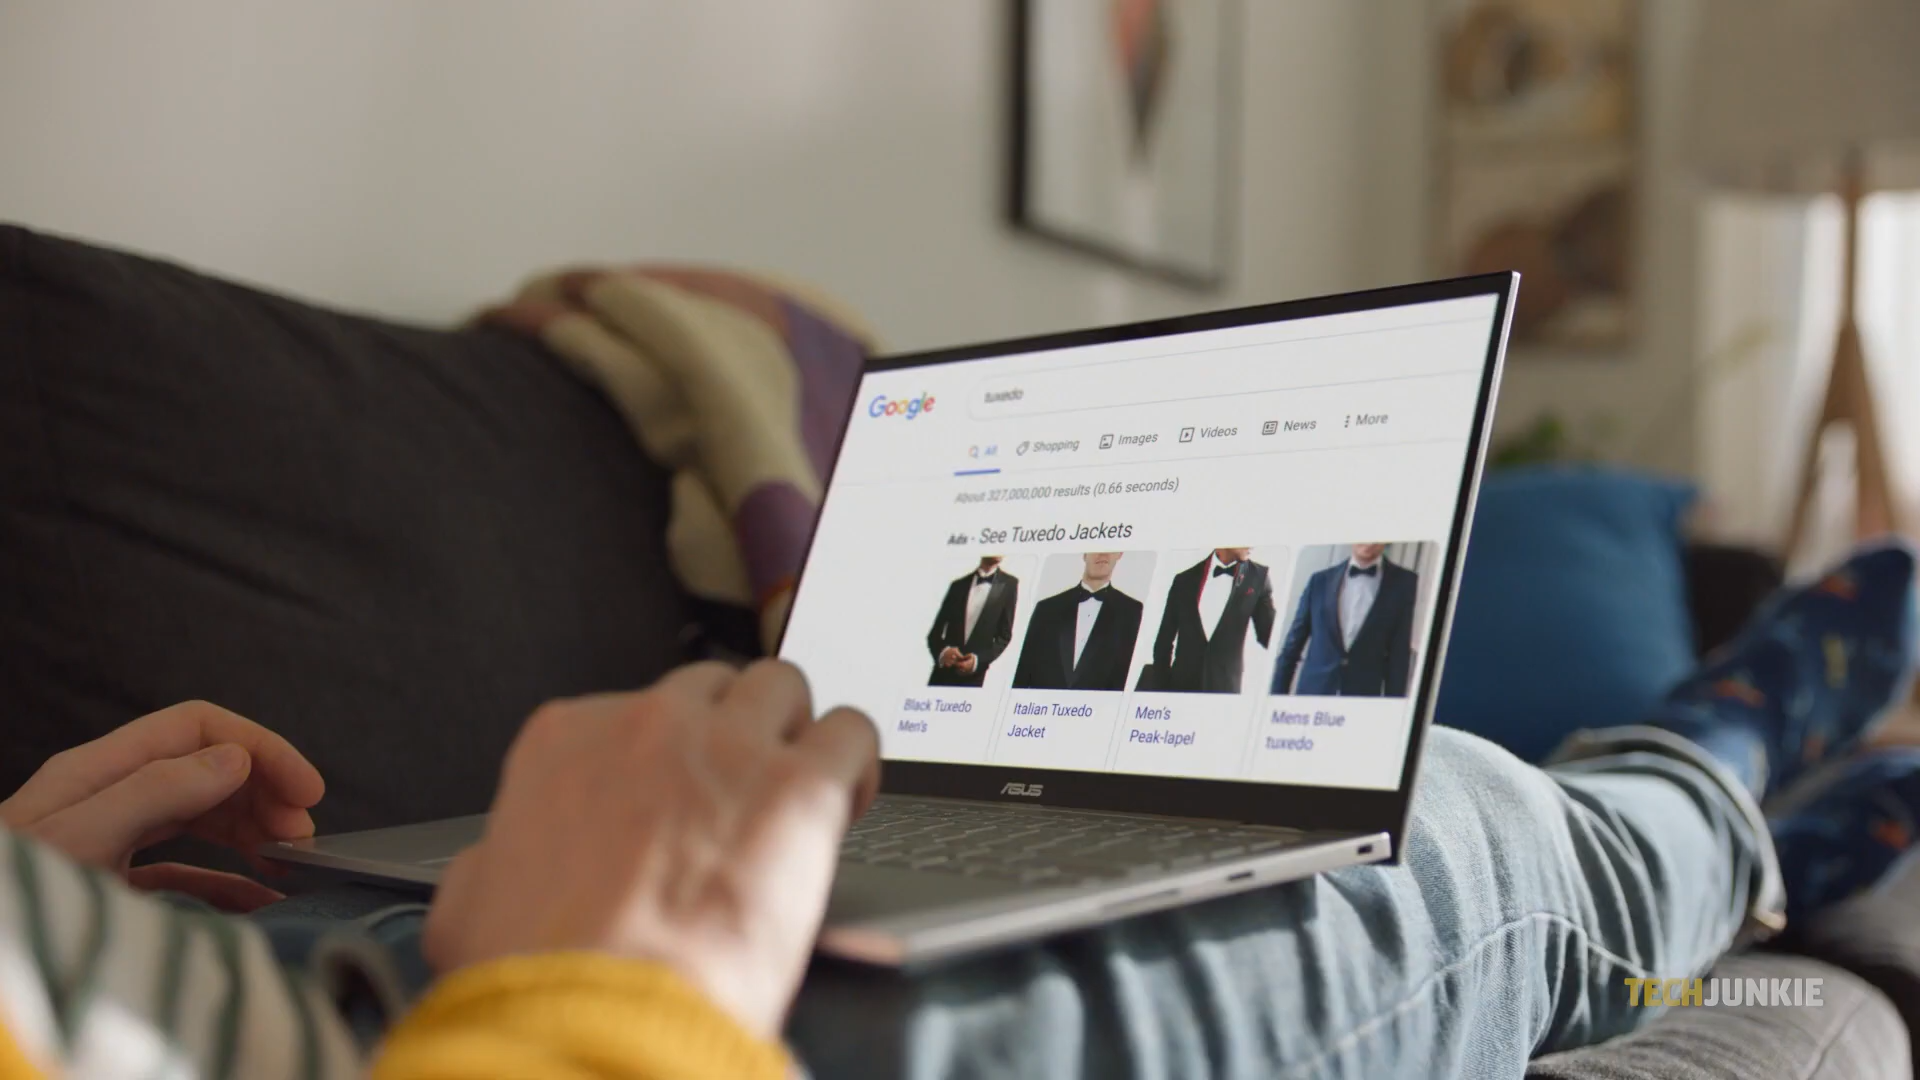 Google
tuxedo
All Shopping Images Videos News More
About 327,000,000 results (0.66 seconds)
Ads - See Tuxedo Jackets
Black Tuxedo
Men's
Italian Tuxedo
Jacket
Men's
Peak-lapel
Mens Blue
tuxedo
ASUS
TECHJUNKIE